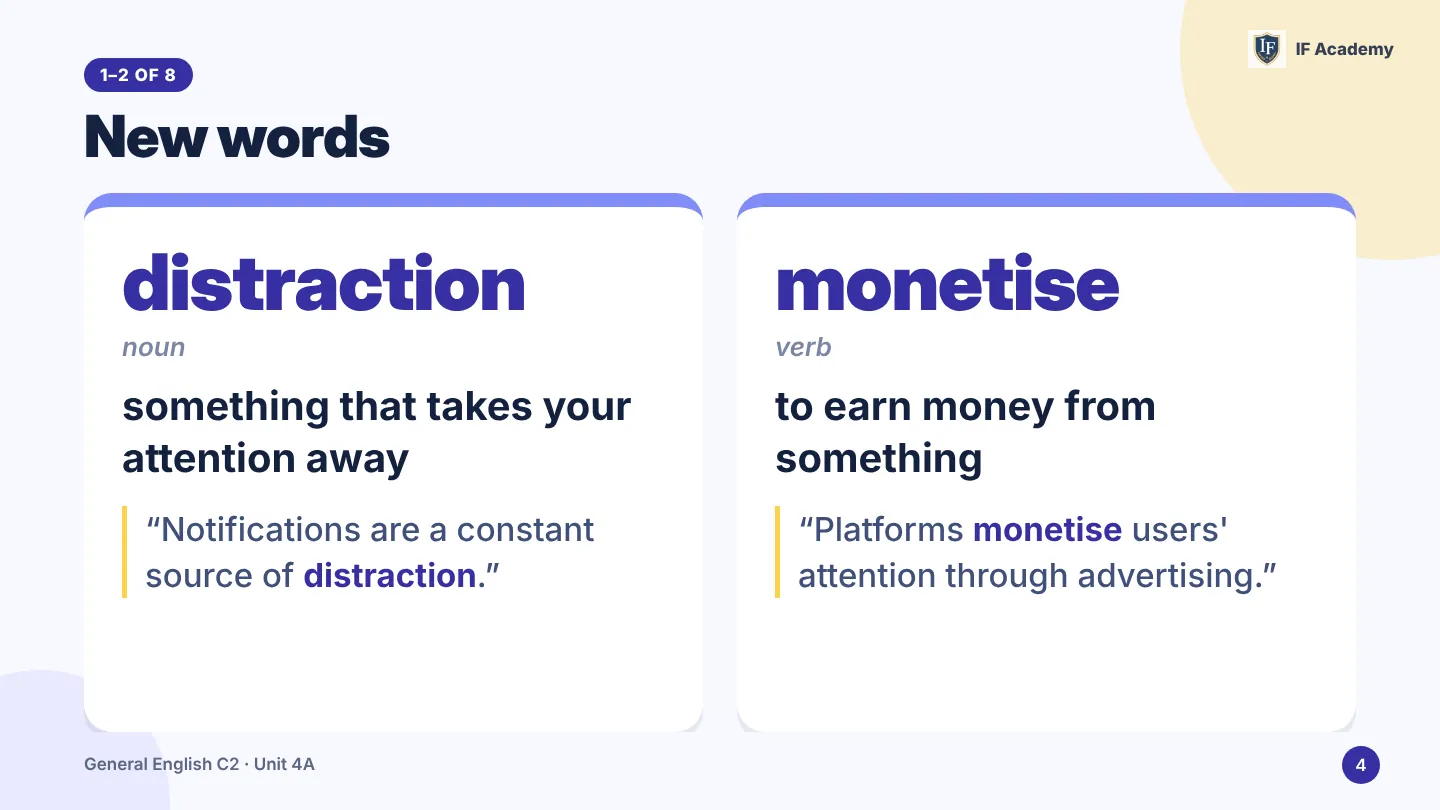 IF
IF Academy
1–2 OF 8
New words
distraction
noun
something that takes your
attention away
“Notifications are a constant
source of distraction.”
monetise
verb
to earn money from
something
“Platforms monetise users'
attention through advertising.”
General English C2 · Unit 4A
4